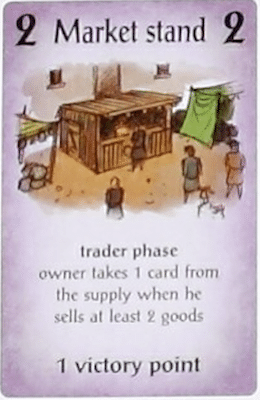 2 Market stand 2
trader phase
owner takes 1 card from
the supply when he
sells at least 2 goods
1 victory point